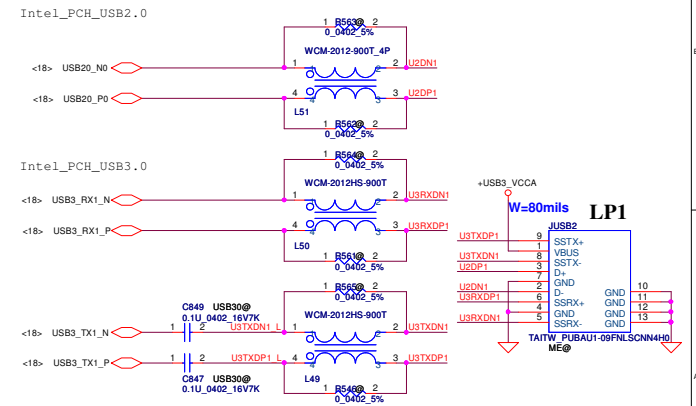 Intel_PCH_USB2.0
1 R563@ 2
0_0402_5%
WCM-2012-900T_4P
<18> USB20_N0 1 2 U2DN1
<18> USB20_P0 4 3 U2DP1
L51
1 R562@ 2
0_0402_5%
Intel_PCH_USB3.0
1 R564@ 2
0_0402_5%
WCM-2012HS-900T
<18> USB3_RX1_N 1 2 U3RXDN1
<18> USB3_RX1_P 4 3 U3RXDP1
L50
1 R561@ 2
0_0402_5%
1 R565@ 2
0_0402_5%
C849 USB30@
0.1U_0402_16V7K
WCM-2012HS-900T
<18> USB3_TX1_N 1 2 U3TXDN1_L 1 2 U3TXDN1
<18> USB3_TX1_P 1 2 U3TXDP1_L 4 3 U3TXDP1
C847 USB30@
0.1U_0402_16V7K
L49
1 R546@ 2
0_0402_5%
+USB3_VCCA
W=80mils
LP1
JUSB2
U3TXDP1 9 SSTX+
1 VBUS
U3TXDN1 8 SSTX-
U2DP1 3 D+
7 GND
U2DN1 2 D- GND 10
U3RXDP1 6 SSRX+ GND 11
4 GND GND 12
U3RXDN1 5 SSRX- GND 13
TAITW_PUBAU1-09FNLSCNN4H0
ME@